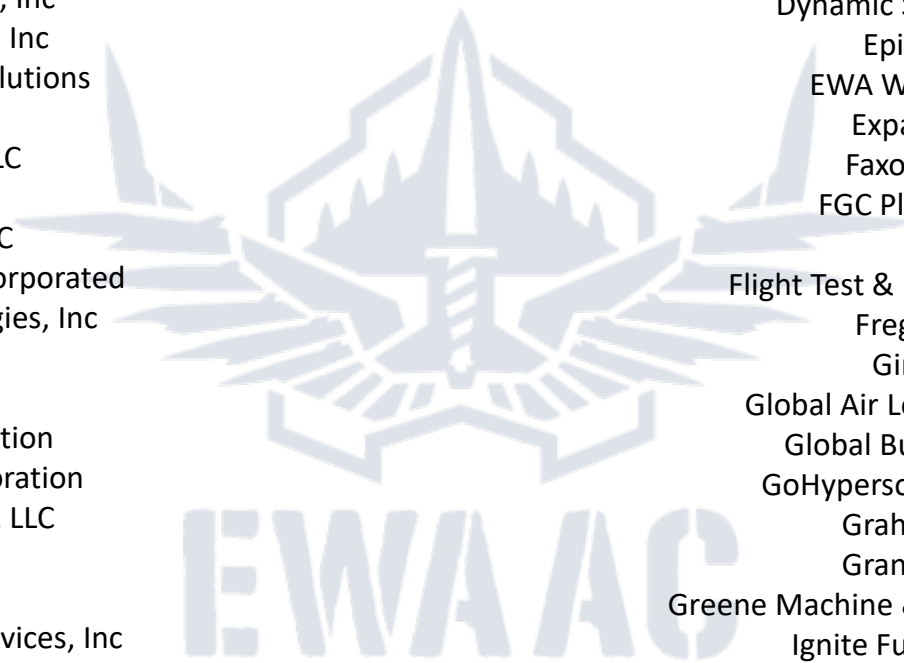 , Inc
Inc
lutions
LC
C
orporated
gies, Inc
tion
oration
LLC
vices, Inc
Dynamic
Epi
EWA W
Expa
Faxo
FGC Pl
Flight Test &
Freg
Gi
Global Air L
Global Bu
GoHyperso
Grah
Gran
Greene Machine &
Ignite Fu
EWAAC